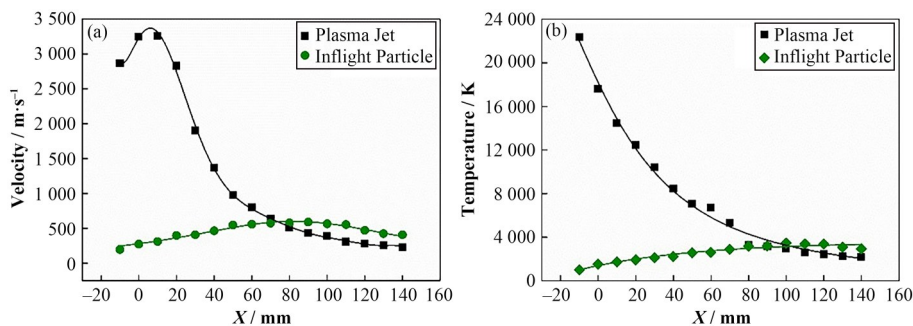 (a)
Plasma Jet
Inflight Particle
3 500
3 000
2 500
2 000
1 500
1 000
500
0
Velocity / m·s⁻¹
−20 0 20 40 60 80 100 120 140 160
X / mm
(b)
Plasma Jet
Inflight Particle
24 000
20 000
16 000
12 000
8 000
4 000
0
Temperature / K
−20 0 20 40 60 80 100 120 140 160
X / mm